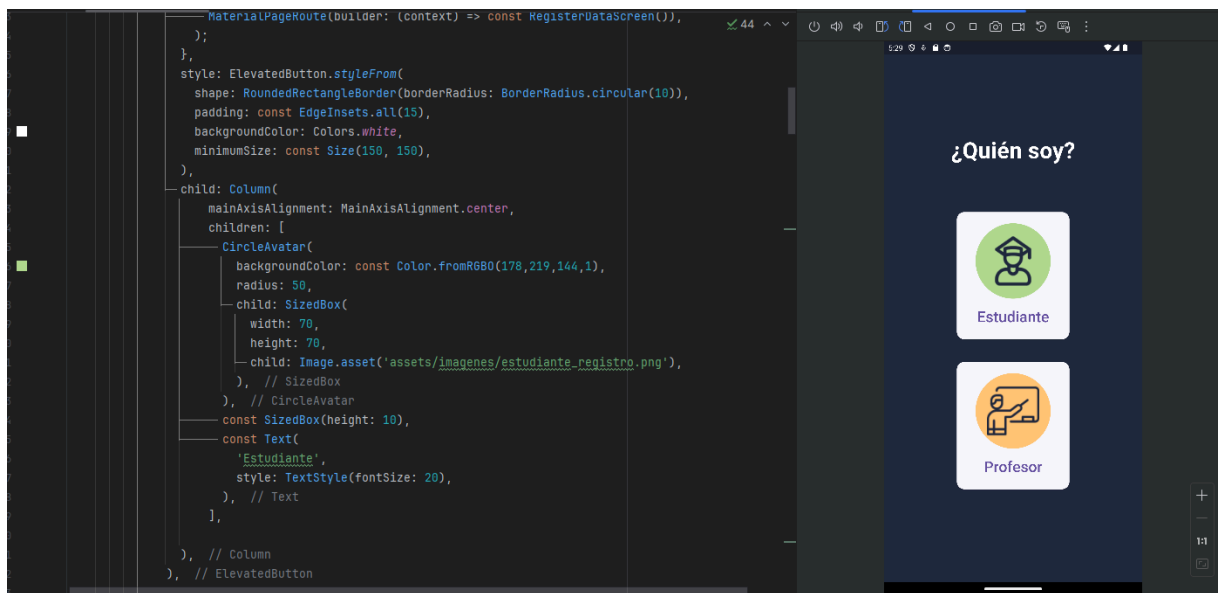 MaterialPageRoute(builder: (context) => const RegisterDataScreen()),
);
},
style: ElevatedButton.styleFrom(
shape: RoundedRectangleBorder(borderRadius: BorderRadius.circular(10)),
padding: const EdgeInsets.all(15),
backgroundColor: Colors.white,
minimumSize: const Size(150, 150),
),
child: Column(
mainAxisAlignment: MainAxisAlignment.center,
children: [
CircleAvatar(
backgroundColor: const Color.fromRGBO(178,219,144,1),
radius: 50,
child: SizedBox(
width: 70,
height: 70,
child: Image.asset('assets/imagenes/estudiante_registro.png'),
), // SizedBox
), // CircleAvatar
const SizedBox(height: 10),
const Text(
'Estudiante',
style: TextStyle(fontSize: 20),
), // Text
],
), // Column
), // ElevatedButton
44
5:29
¿Quién soy?
Estudiante
Profesor
1:1